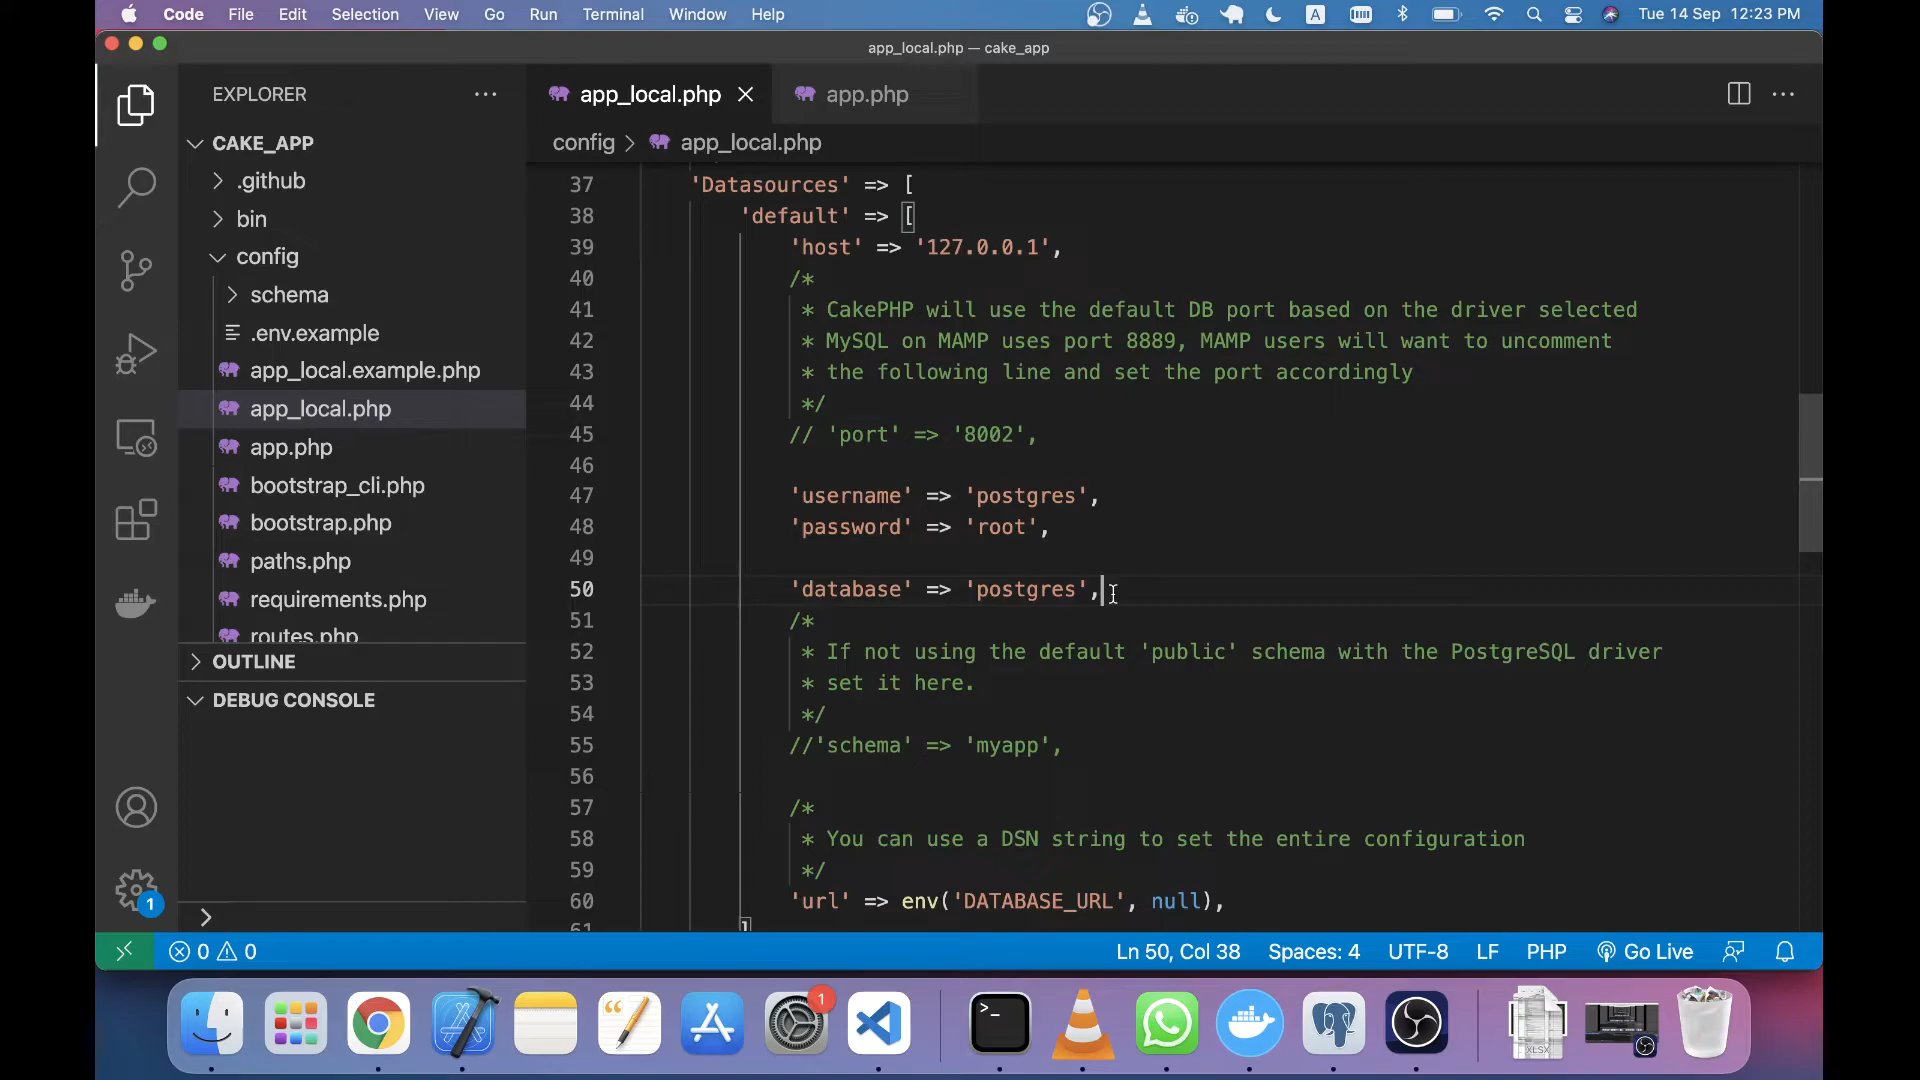 Code File Edit Selection View Go Run Terminal Window Help A Tue 14 Sep 12:23 PM
app_local.php — cake_app
EXPLORER
CAKE_APP
.github
bin
config
schema
.env.example
app_local.example.php
app_local.php
app.php
bootstrap_cli.php
bootstrap.php
paths.php
requirements.php
routes.php
OUTLINE
DEBUG CONSOLE
1
app_local.php app.php
config > app_local.php
37 'Datasources' => [
38 'default' => [
39 'host' => '127.0.0.1',
40 /*
41 * CakePHP will use the default DB port based on the driver selected
42 * MySQL on MAMP uses port 8889, MAMP users will want to uncomment
43 * the following line and set the port accordingly
44 */
45 // 'port' => '8002',
46
47 'username' => 'postgres',
48 'password' => 'root',
49
50 'database' => 'postgres',
51 /*
52 * If not using the default 'public' schema with the PostgreSQL driver
53 * set it here.
54 */
55 //'schema' => 'myapp',
56
57 /*
58 * You can use a DSN string to set the entire configuration
59 */
60 'url' => env('DATABASE_URL', null),
61 ]
0 0 Ln 50, Col 38 Spaces: 4 UTF-8 LF PHP Go Live
1
>_
XLSX